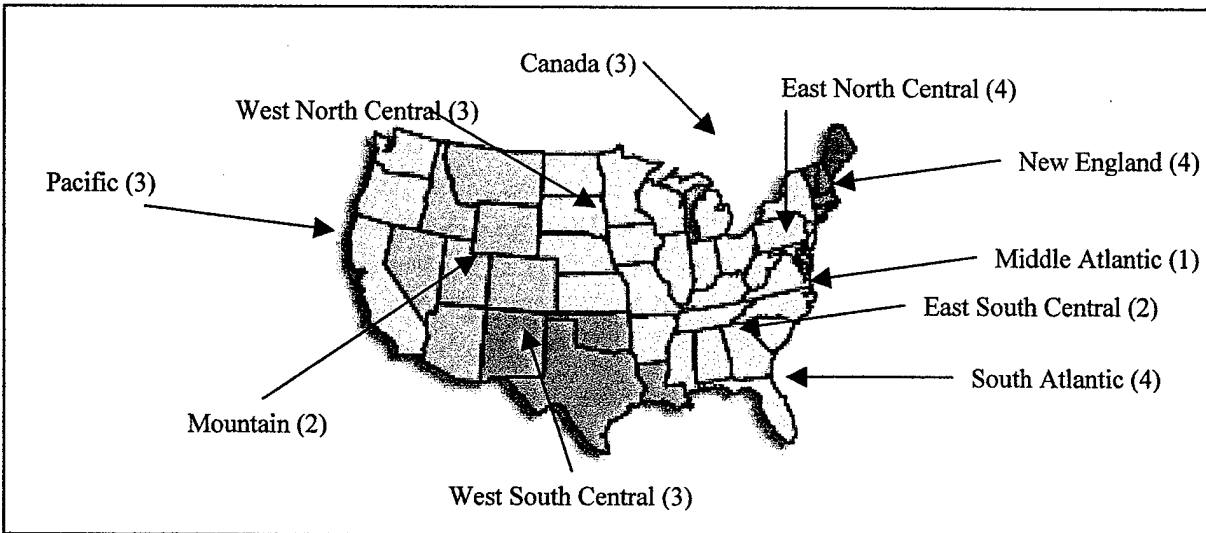 Canada (3)
East North Central (4)
West North Central (3)
New England (4)
Pacific (3)
Middle Atlantic (1)
East South Central (2)
South Atlantic (4)
Mountain (2)
West South Central (3)